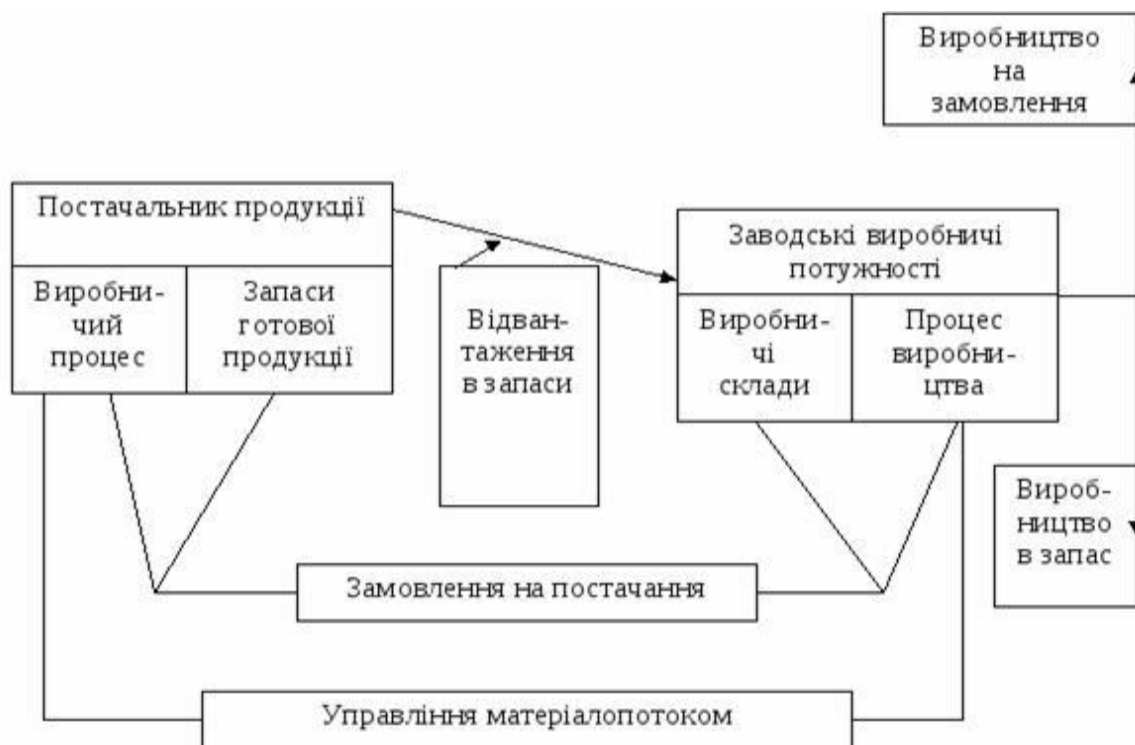 Виробництво
на
замовлення
Постачальник продукції
Виробни-
чий
процес
Запаси
готової
продукції
Відван-
таження
в запаси
Заводські виробничі
потужності
Виробни-
чі
склади
Процес
виробни-
цтва
Вироб-
ництво
в запас
Замовлення на постачання
Управління матеріалопотоком